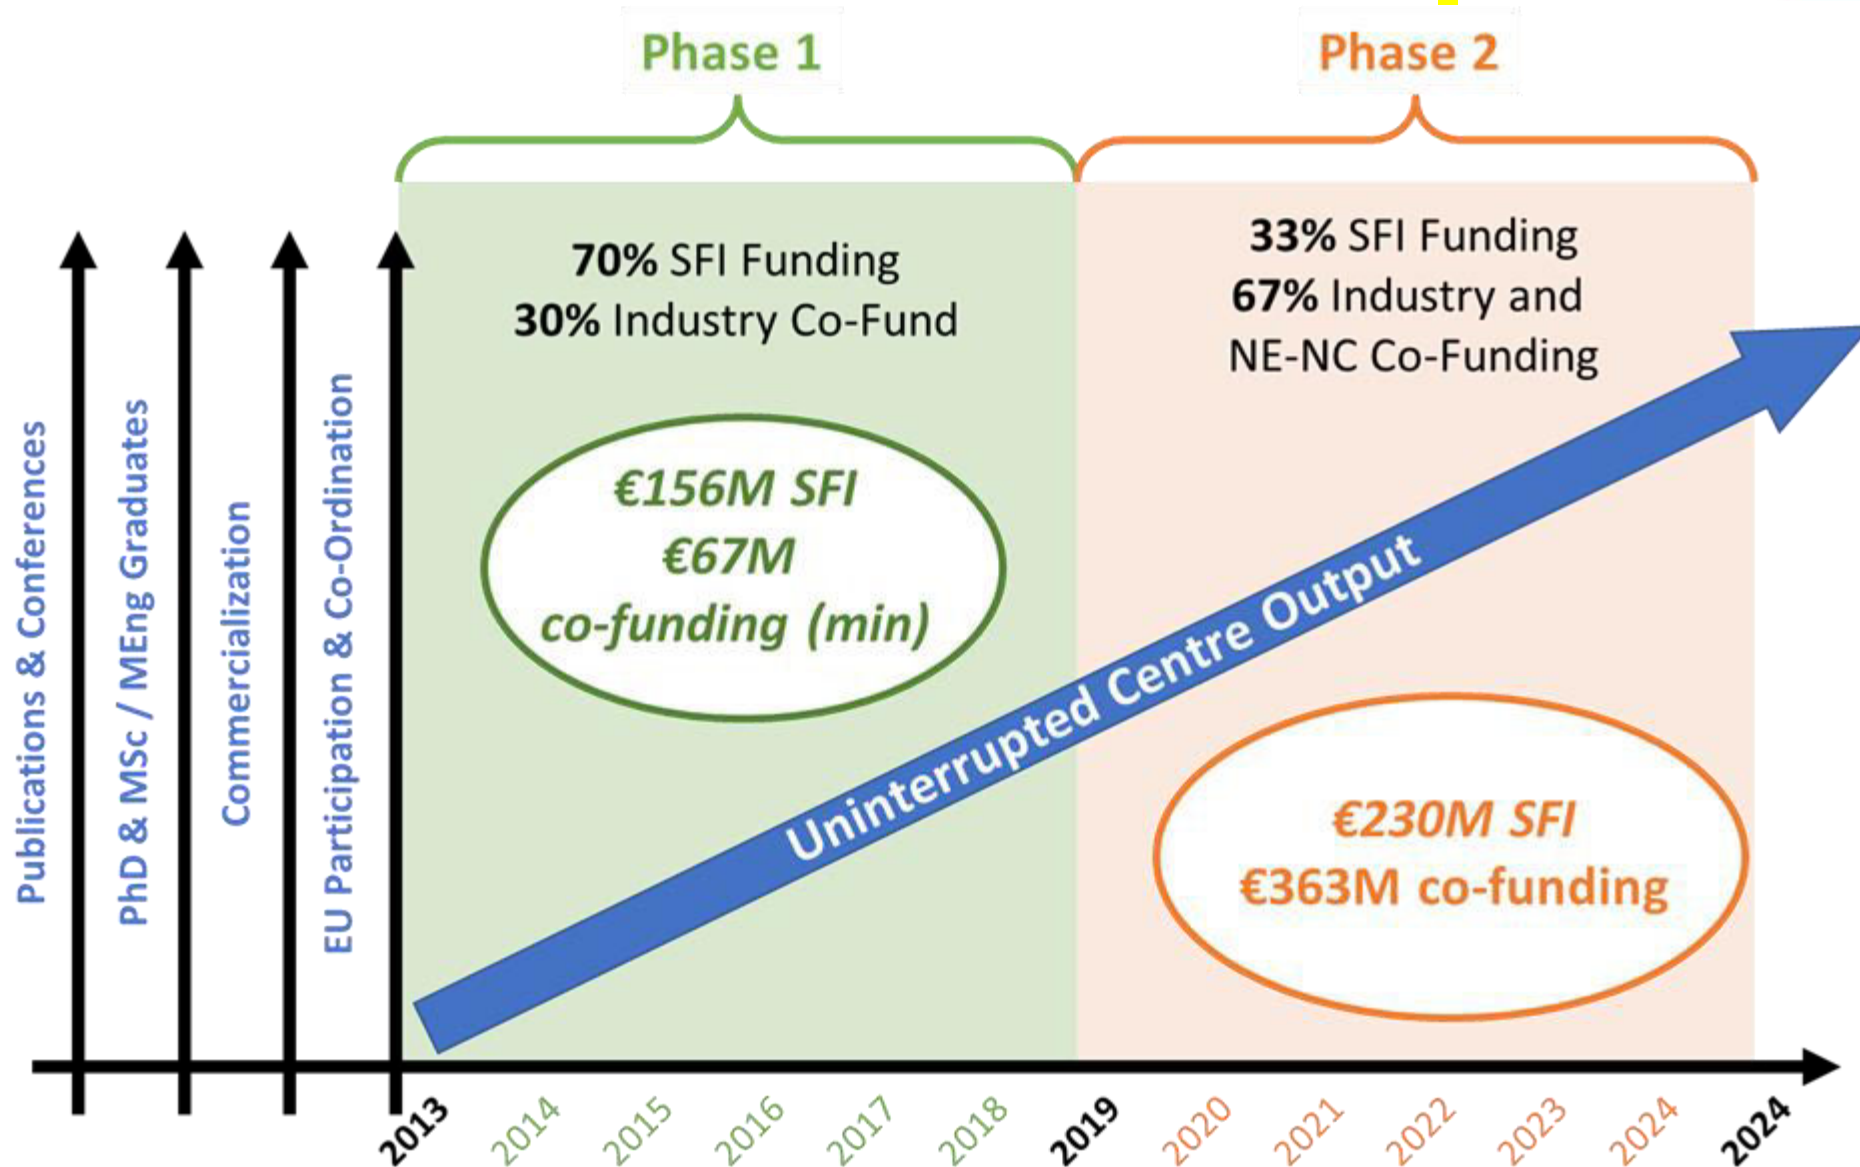 Phase 1
Phase 2
70% SFI Funding
30% Industry Co-Fund
33% SFI Funding
67% Industry and
NE-NC Co-Funding
€156M SFI
€67M
co-funding (min)
Uninterrupted Centre Output
€230M SFI
€363M co-funding
Publications & Conferences
PhD & MSc / MEng Graduates
Commercialization
EU Participation & Co-Ordination
2013
2014
2015
2016
2017
2018
2019
2020
2021
2022
2023
2024
2024